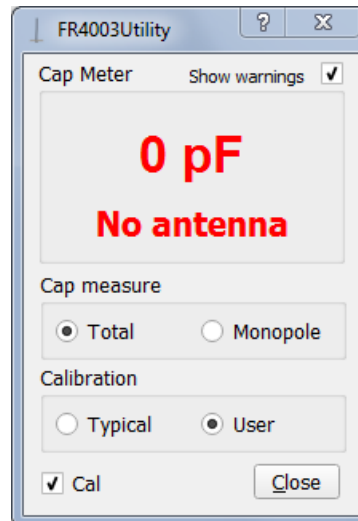 FR4003Utility
Cap Meter Show warnings
0 pF
No antenna
Cap measure
Total Monopole
Calibration
Typical User
Cal Close